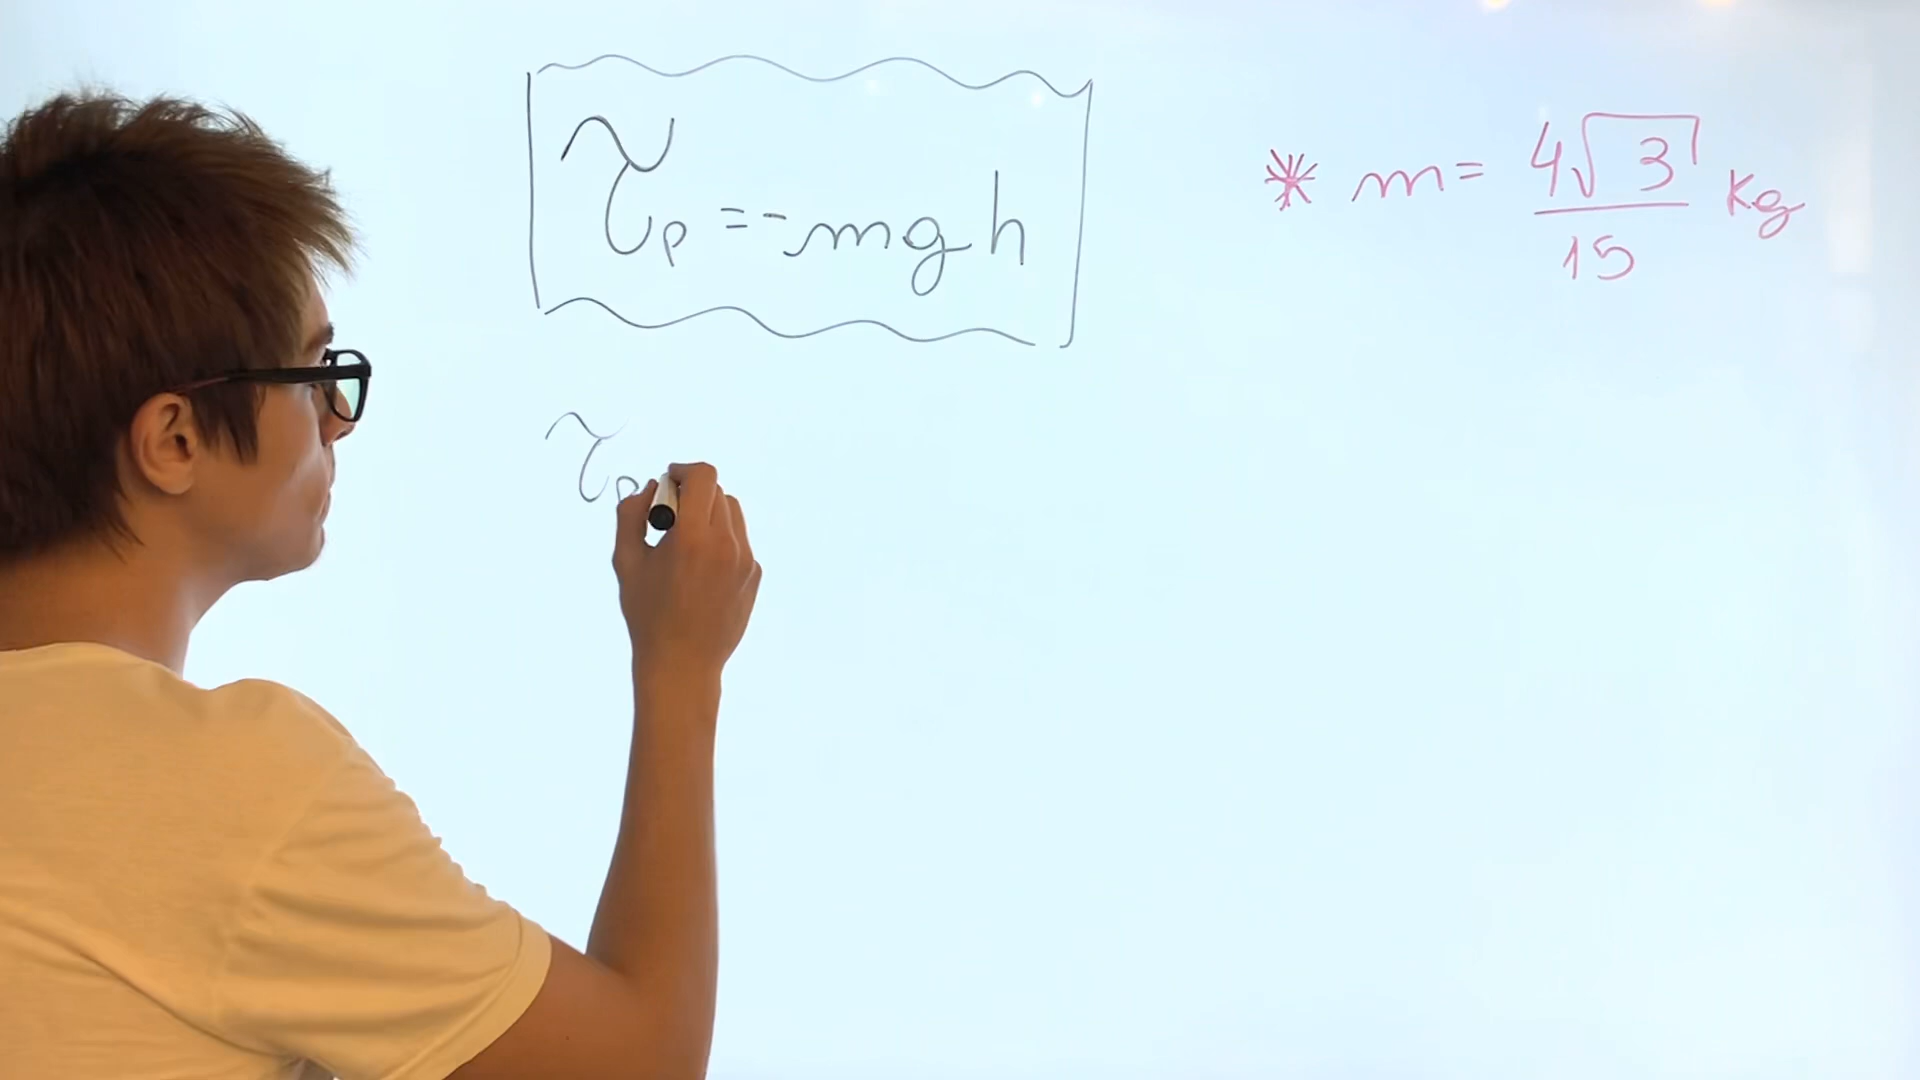 τp = -mgh
* m = 4√3/15 kg
τp